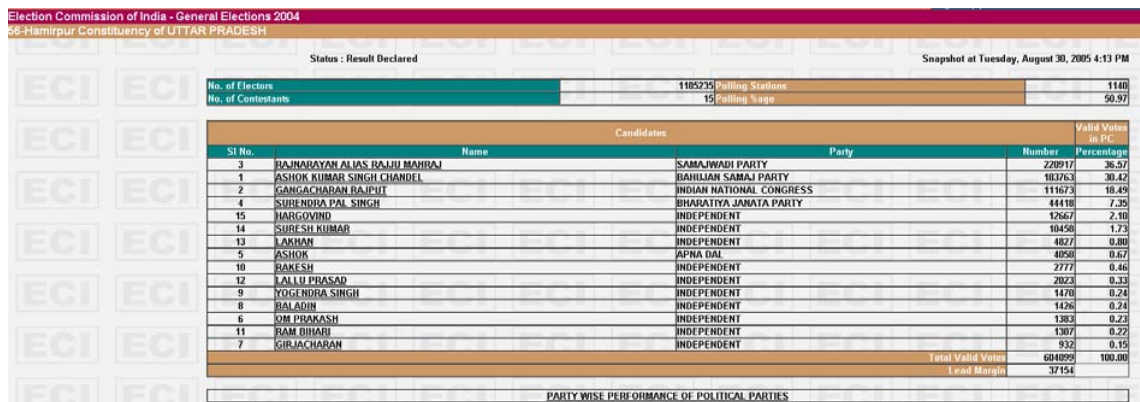 Election Commission of India - General Elections 2004
56-Hamirpur Constituency of UTTAR PRADESH
Status : Result Declared Snapshot at Tuesday, August 30, 2005 4:13 PM
No. of Electors 1185235 Polling Stations 1140
No. of Contestants 15 Polling %age 50.97
Candidates Valid Votes in PC
Sl No. Name Party Number Percentage
3 RAJNARAYAN ALIAS RAJJU MAHRAJ SAMAJWADI PARTY 220917 36.57
1 ASHOK KUMAR SINGH CHANDEL BAHUJAN SAMAJ PARTY 183763 30.42
2 GANGACHARAN RAJPUT INDIAN NATIONAL CONGRESS 111673 18.49
4 SURENDRA PAL SINGH BHARATIYA JANATA PARTY 44418 7.35
15 HARGOVIND INDEPENDENT 12667 2.10
14 SURESH KUMAR INDEPENDENT 10458 1.73
13 LAKHAN INDEPENDENT 4827 0.80
5 ASHOK APNA DAL 4058 0.67
10 RAKESH INDEPENDENT 2777 0.46
12 LALLU PRASAD INDEPENDENT 2023 0.33
9 YOGENDRA SINGH INDEPENDENT 1470 0.24
8 BALADIN INDEPENDENT 1426 0.24
6 OM PRAKASH INDEPENDENT 1383 0.23
11 RAM BIHARI INDEPENDENT 1307 0.22
7 GIRJACHARAN INDEPENDENT 932 0.15
Total Valid Votes 604099 100.00
Lead Margin 37154
PARTY WISE PERFORMANCE OF POLITICAL PARTIES